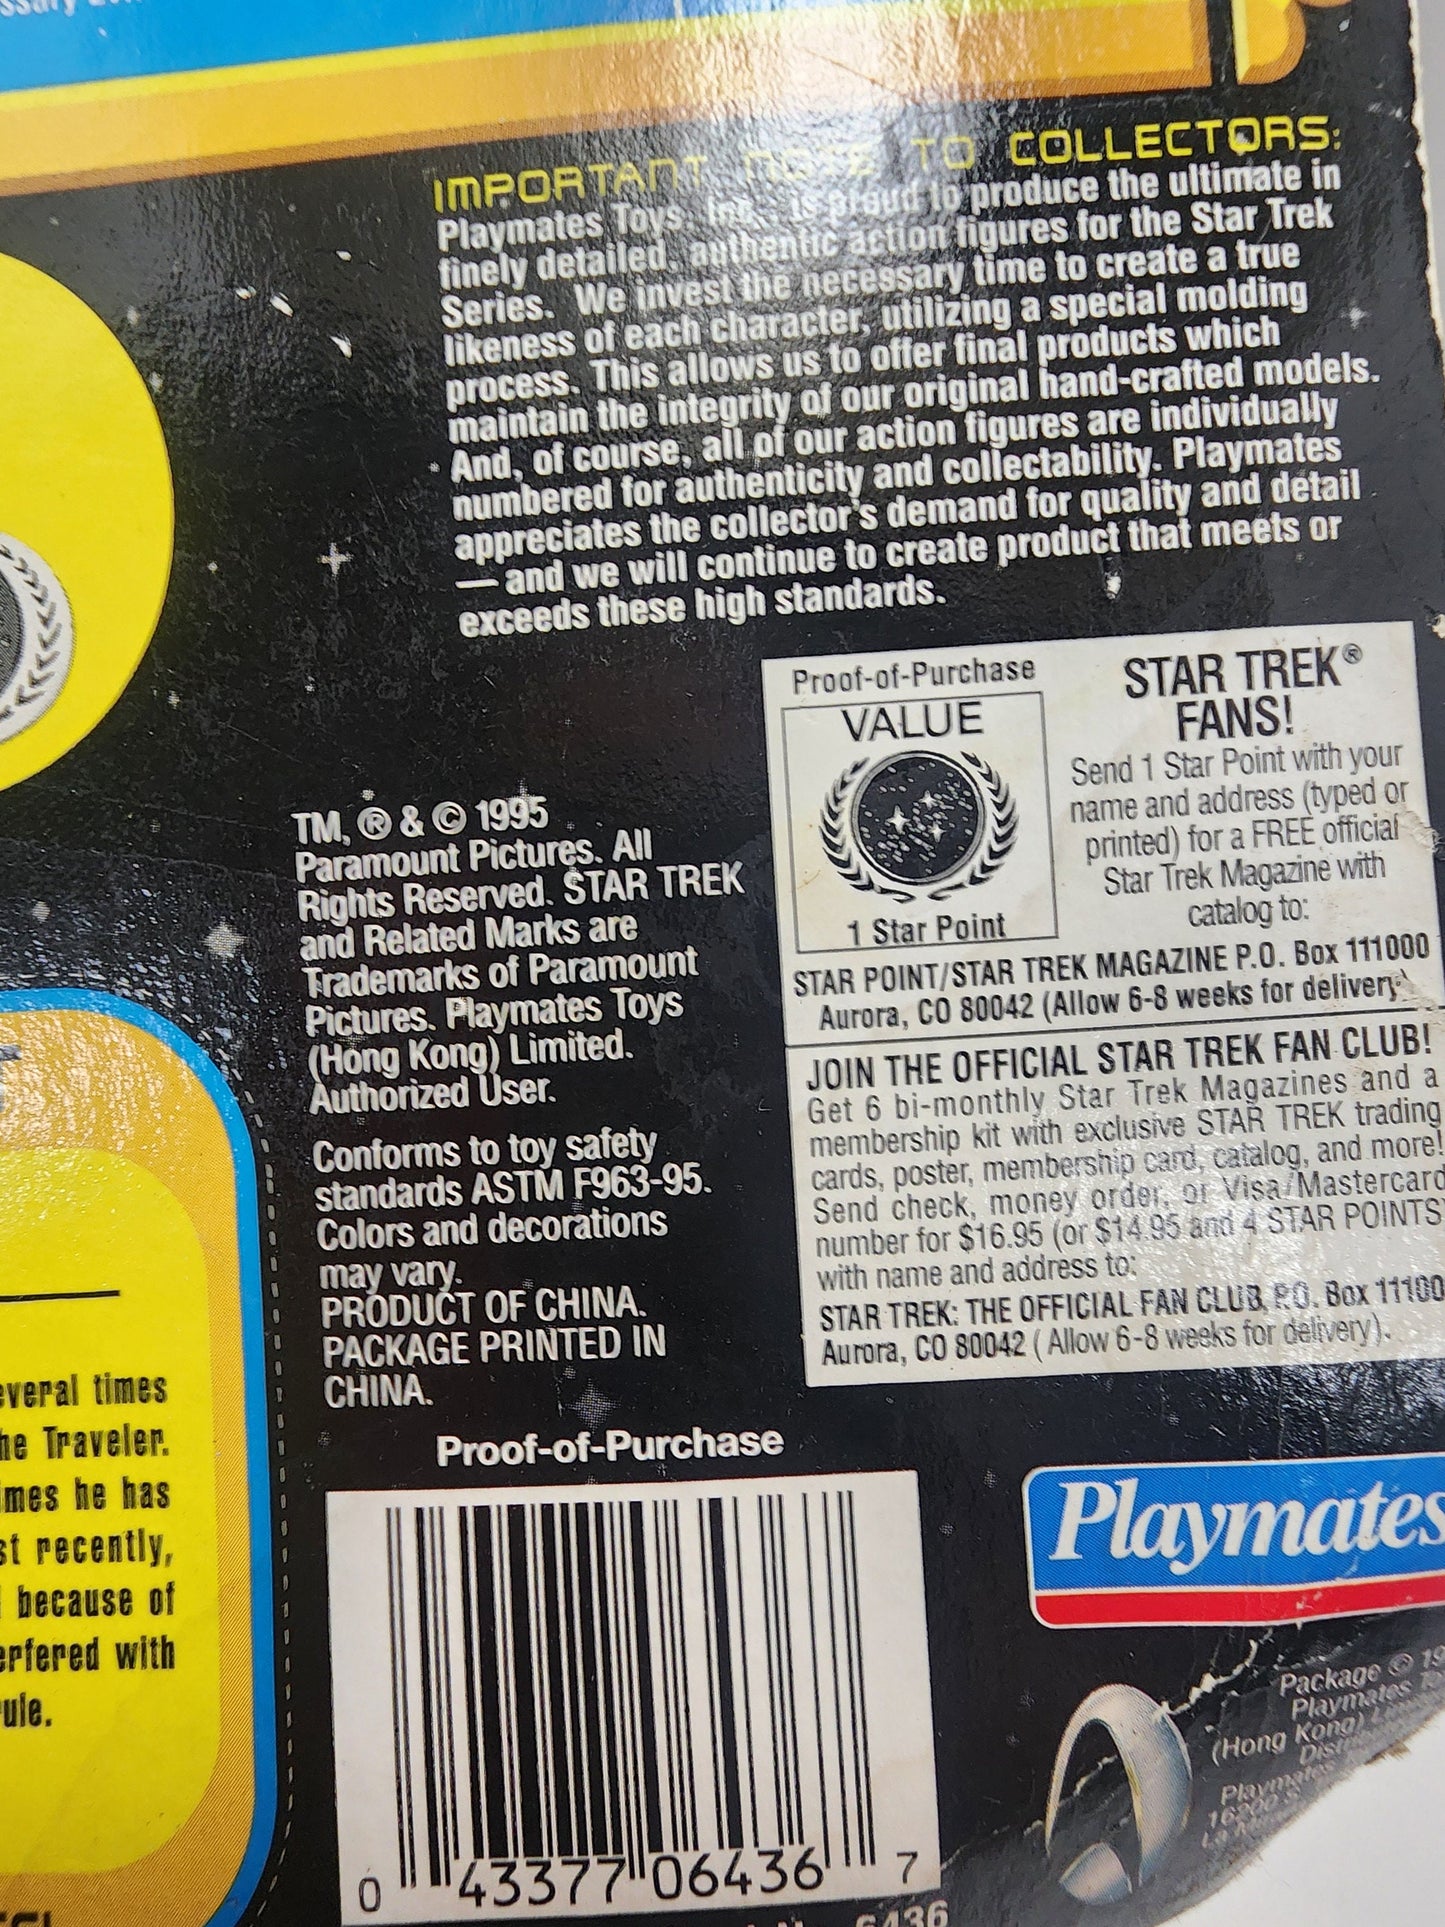 IMPORTANT NOTE TO COLLECTORS:
Playmates Toys, Inc., is proud to produce the ultimate in
finely detailed, authentic action figures for the Star Trek
Series. We invest the necessary time to create a true
likeness of each character, utilizing a special molding
process. This allows us to offer final products which
maintain the integrity of our original hand-crafted models.
And, of course, all of our action figures are individually
numbered for authenticity and collectability. Playmates
appreciates the collector's demand for quality and detail
— and we will continue to create product that meets or
exceeds these high standards.
Proof-of-Purchase
VALUE
1 Star Point
STAR TREK®
FANS!
Send 1 Star Point with your
name and address (typed or
printed) for a FREE official
Star Trek Magazine with
catalog to:
STAR POINT/STAR TREK MAGAZINE P.O. Box 111000
Aurora, CO 80042 (Allow 6-8 weeks for delivery
JOIN THE OFFICIAL STAR TREK FAN CLUB!
Get 6 bi-monthly Star Trek Magazines and a
membership kit with exclusive STAR TREK trading
cards, poster, membership card, catalog, and more!
Send check, money order, or Visa/Mastercard
number for $16.95 (or $14.95 and 4 STAR POINTS)
with name and address to:
STAR TREK: THE OFFICIAL FAN CLUB, P.O. Box 11100
Aurora, CO 80042 ( Allow 6-8 weeks for delivery).
TM, ® & © 1995
Paramount Pictures. All
Rights Reserved. STAR TREK
and Related Marks are
Trademarks of Paramount
Pictures. Playmates Toys
(Hong Kong) Limited.
Authorized User.
Conforms to toy safety
standards ASTM F963-95.
Colors and decorations
may vary.
PRODUCT OF CHINA.
PACKAGE PRINTED IN
CHINA.
everal times
he Traveler.
imes he has
st recently,
because of
erfered with
rule.
Proof-of-Purchase
0 43377 06436 7
6436
Playmates
Package © 19
Playmates
(Hong Kong)
Playmates
16200 S